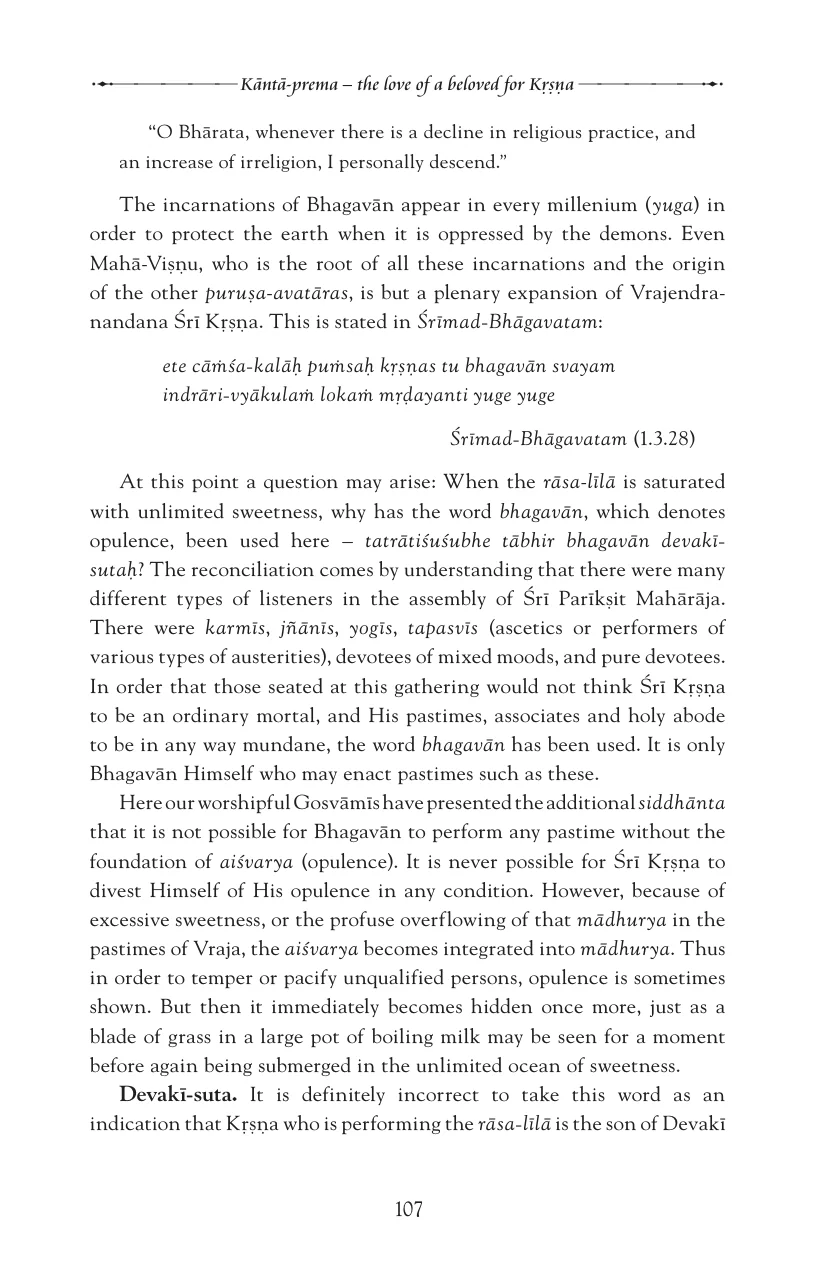 Kāntā-prema – the love of a beloved for Kṛṣṇa
“O Bhārata, whenever there is a decline in religious practice, and
an increase of irreligion, I personally descend.”
The incarnations of Bhagavān appear in every millenium (yuga) in
order to protect the earth when it is oppressed by the demons. Even
Mahā-Viṣṇu, who is the root of all these incarnations and the origin
of the other puruṣa-avatāras, is but a plenary expansion of Vrajendra-
nandana Śrī Kṛṣṇa. This is stated in Śrīmad-Bhāgavatam:
ete cāṁśa-kalāḥ puṁsaḥ kṛṣṇas tu bhagavān svayam
indrāri-vyākulaṁ lokaṁ mṛḍayanti yuge yuge
Śrīmad-Bhāgavatam (1.3.28)
At this point a question may arise: When the rāsa-līlā is saturated
with unlimited sweetness, why has the word bhagavān, which denotes
opulence, been used here – tatrātiśuśubhe tābhir bhagavān devakī-
sutaḥ? The reconciliation comes by understanding that there were many
different types of listeners in the assembly of Śrī Parīkṣit Mahārāja.
There were karmīs, jñānīs, yogīs, tapasvīs (ascetics or performers of
various types of austerities), devotees of mixed moods, and pure devotees.
In order that those seated at this gathering would not think Śrī Kṛṣṇa
to be an ordinary mortal, and His pastimes, associates and holy abode
to be in any way mundane, the word bhagavān has been used. It is only
Bhagavān Himself who may enact pastimes such as these.
Here our worshipful Gosvāmīs have presented the additional siddhānta
that it is not possible for Bhagavān to perform any pastime without the
foundation of aiśvarya (opulence). It is never possible for Śrī Kṛṣṇa to
divest Himself of His opulence in any condition. However, because of
excessive sweetness, or the profuse overflowing of that mādhurya in the
pastimes of Vraja, the aiśvarya becomes integrated into mādhurya. Thus
in order to temper or pacify unqualified persons, opulence is sometimes
shown. But then it immediately becomes hidden once more, just as a
blade of grass in a large pot of boiling milk may be seen for a moment
before again being submerged in the unlimited ocean of sweetness.
Devakī-suta. It is definitely incorrect to take this word as an
indication that Kṛṣṇa who is performing the rāsa-līlā is the son of Devakī
107